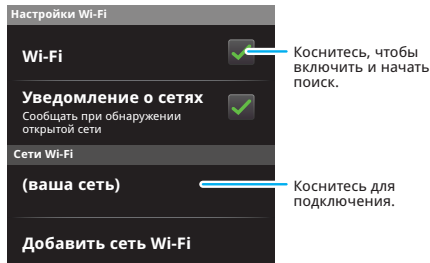 Настройки Wi-Fi
Wi-Fi
Коснитесь, чтобы
включить и начать
поиск.
Уведомление о сетях
Сообщать при обнаружении
открытой сети
Сети Wi-Fi
(ваша сеть)
Коснитесь для
подключения.
Добавить сеть Wi-Fi